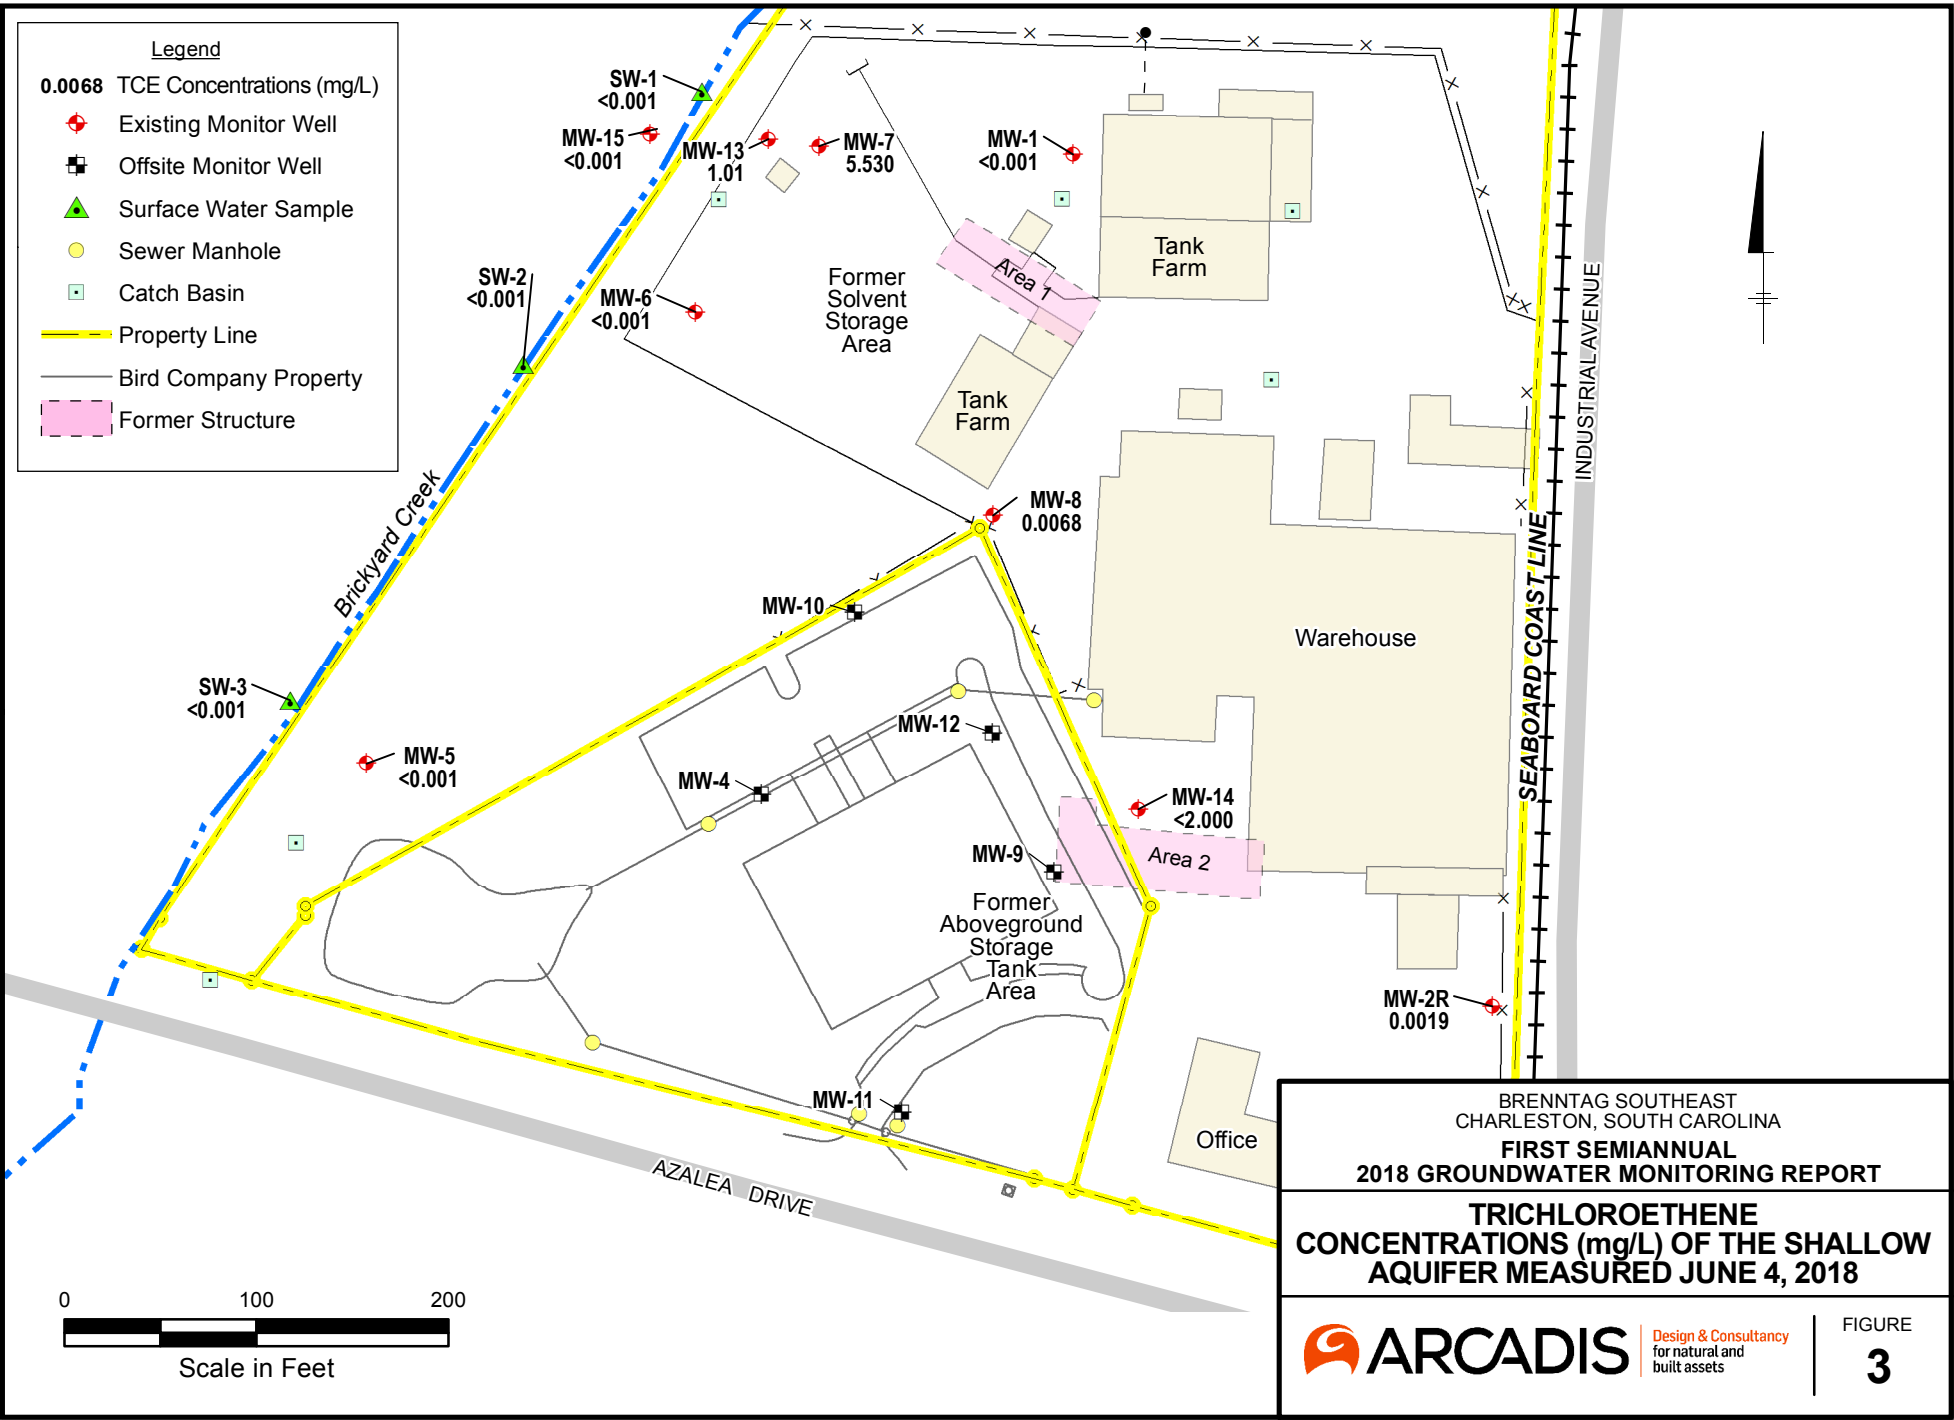 Legend
0.0068 TCE Concentrations (mg/L)
Existing Monitor Well
Offsite Monitor Well
Surface Water Sample
Sewer Manhole
Catch Basin
Property Line
Bird Company Property
Former Structure
SW-1
<0.001
MW-15
<0.001
MW-13
1.01
MW-7
5.530
MW-1
<0.001
SW-2
<0.001
MW-6
<0.001
Former
Solvent
Storage
Area
Area 1
Tank
Farm
Tank
Farm
INDUSTRIAL AVENUE
Brickyard Creek
MW-8
0.0068
MW-10
Warehouse
SEABOARD COAST LINE
SW-3
<0.001
MW-5
<0.001
MW-12
MW-4
MW-14
<2.000
MW-9
Area 2
Former
Aboveground
Storage
Tank
Area
MW-2R
0.0019
MW-11
Office
AZALEA DRIVE
0 100 200
Scale in Feet
BRENNTAG SOUTHEAST
CHARLESTON, SOUTH CAROLINA
FIRST SEMIANNUAL
2018 GROUNDWATER MONITORING REPORT
TRICHLOROETHENE
CONCENTRATIONS (mg/L) OF THE SHALLOW
AQUIFER MEASURED JUNE 4, 2018
ARCADIS
Design & Consultancy
for natural and
built assets
FIGURE
3